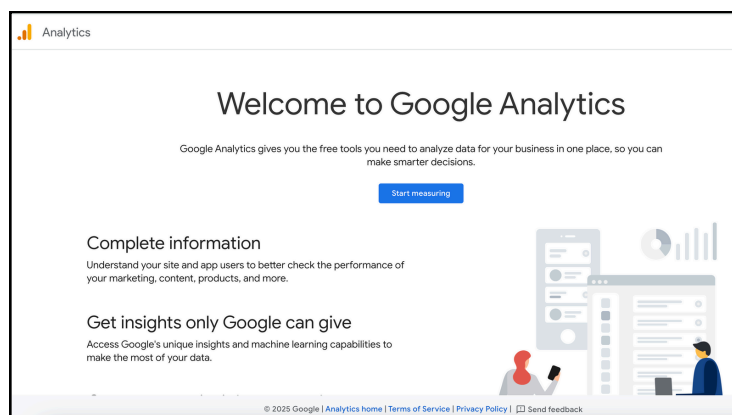 Analytics
Welcome to Google Analytics
Google Analytics gives you the free tools you need to analyze data for your business in one place, so you can
make smarter decisions.
Start measuring
Complete information
Understand your site and app users to better check the performance of
your marketing, content, products, and more.
Get insights only Google can give
Access Google's unique insights and machine learning capabilities to
make the most of your data.
© 2025 Google | Analytics home | Terms of Service | Privacy Policy | Send feedback